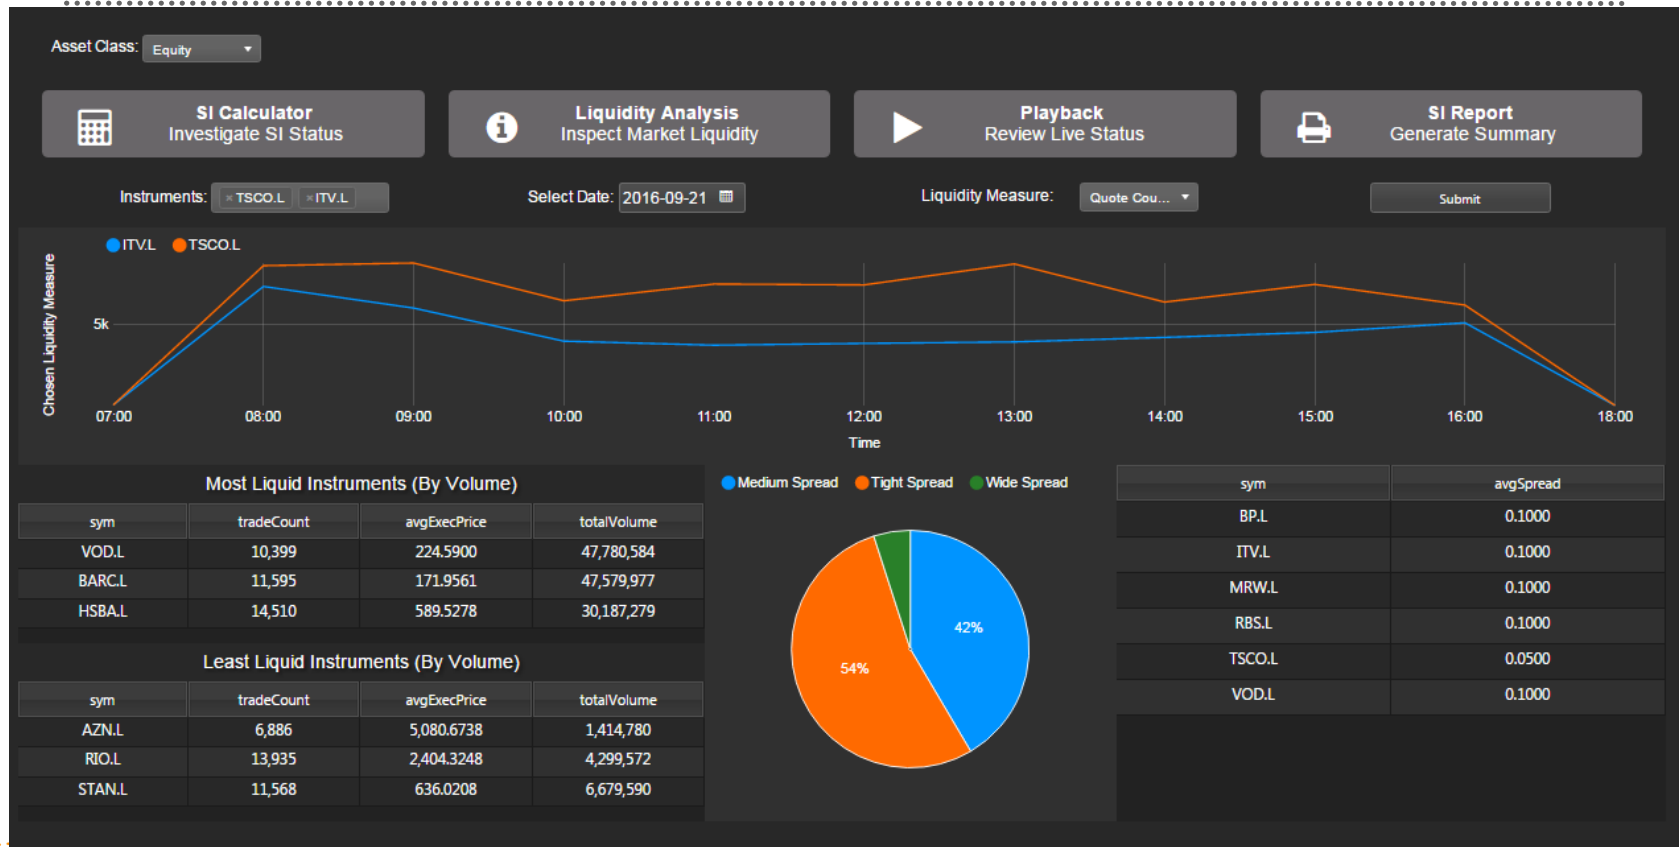 Asset Class: Equity
SI Calculator
Investigate SI Status
Liquidity Analysis
Inspect Market Liquidity
Playback
Review Live Status
SI Report
Generate Summary
Instruments: × TSCO.L × ITV.L Select Date: 2016-09-21 Liquidity Measure: Quote Cou... Submit
ITV.L TSCO.L
Chosen Liquidity Measure
5k
07:00 08:00 09:00 10:00 11:00 12:00 13:00 14:00 15:00 16:00 18:00
Time
Most Liquid Instruments (By Volume)
sym tradeCount avgExecPrice totalVolume
VOD.L 10,399 224.5900 47,780,584
BARC.L 11,595 171.9561 47,579,977
HSBA.L 14,510 589.5278 30,187,279
Least Liquid Instruments (By Volume)
sym tradeCount avgExecPrice totalVolume
AZN.L 6,886 5,080.6738 1,414,780
RIO.L 13,935 2,404.3248 4,299,572
STAN.L 11,568 636.0208 6,679,590
Medium Spread Tight Spread Wide Spread
42%
54%
sym avgSpread
BP.L 0.1000
ITV.L 0.1000
MRW.L 0.1000
RBS.L 0.1000
TSCO.L 0.0500
VOD.L 0.1000